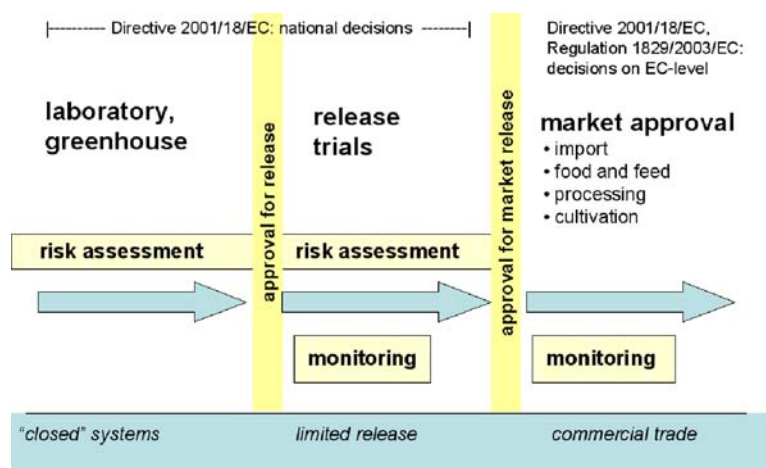 |--------------- Directive 2001/18/EC: national decisions ---------------|
Directive 2001/18/EC,
Regulation 1829/2003/EC:
decisions on EC-level
laboratory,
greenhouse
approval for release
release
trials
approval for market release
market approval
• import
• food and feed
• processing
• cultivation
risk assessment
risk assessment
monitoring
monitoring
"closed" systems
limited release
commercial trade